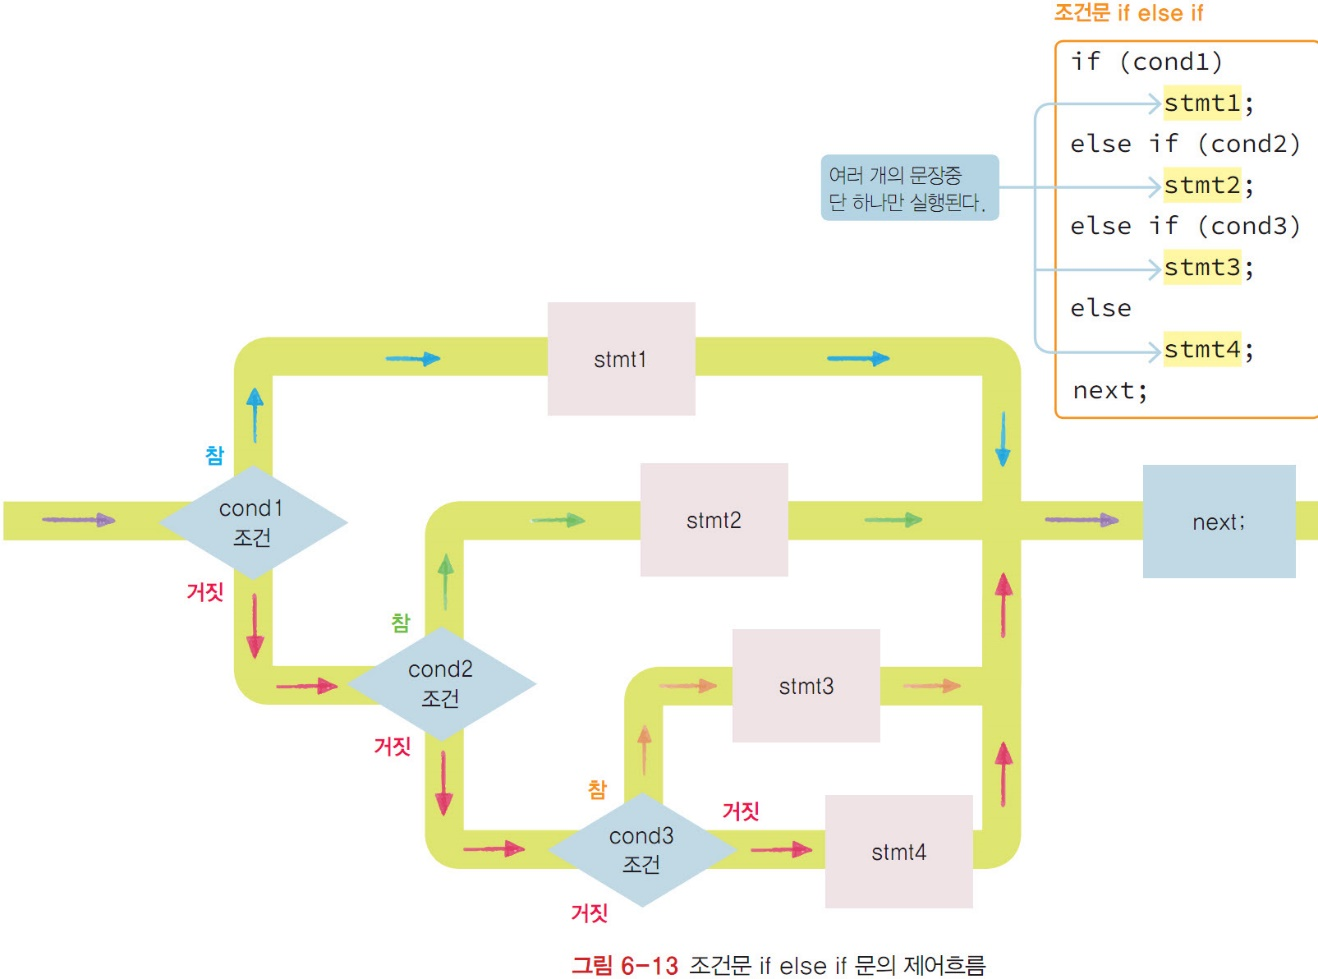 조건문 if else if
if (cond1)
stmt1;
else if (cond2)
stmt2;
else if (cond3)
stmt3;
else
stmt4;
next;
여러 개의 문장중
단 하나만 실행된다.
stmt1
참
cond1
조건
거짓
stmt2
next;
참
cond2
조건
거짓
stmt3
참
거짓
cond3
조건
stmt4
거짓
그림 6-13 조건문 if else if 문의 제어흐름